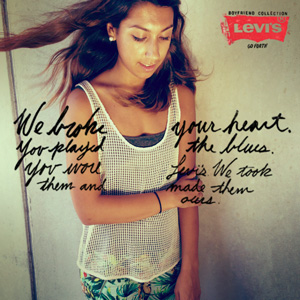 BOYFRIEND COLLECTION
LEVI'S
GO FORTH
We broke your heart.
You played the blues.
You wore Levi's. We took
them and made them
ours.